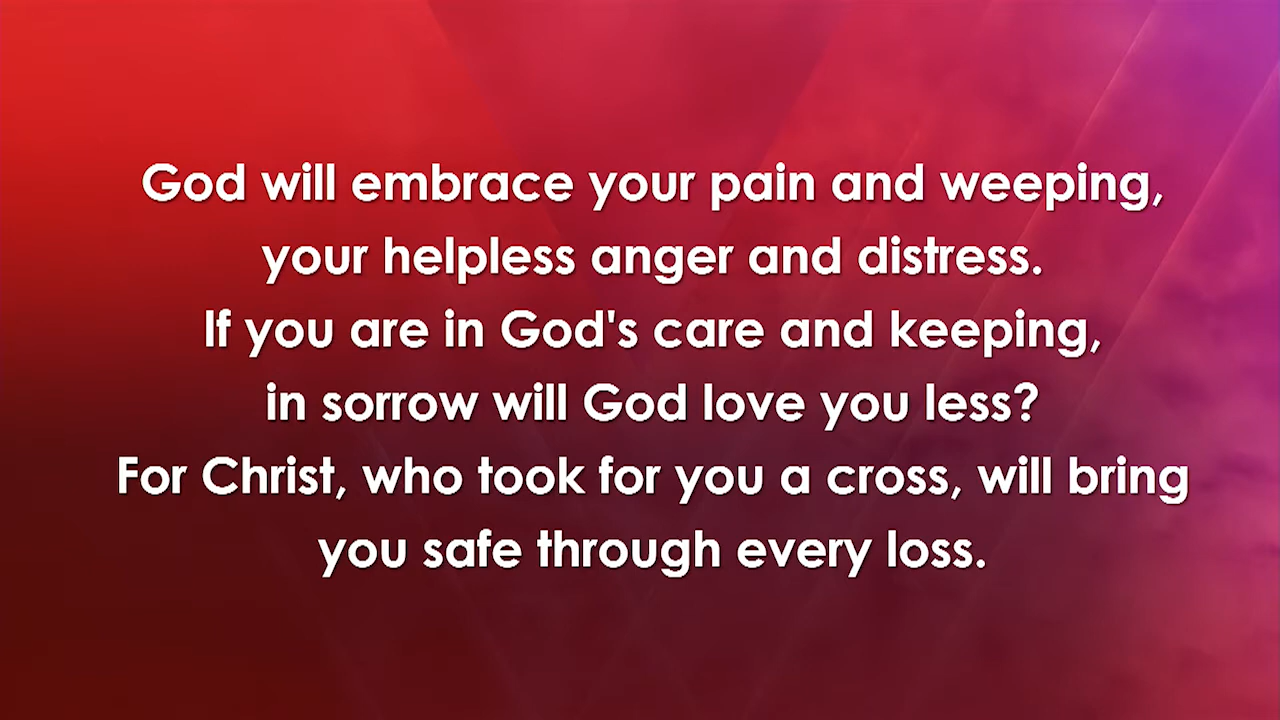 God will embrace your pain and weeping,
your helpless anger and distress.
If you are in God's care and keeping,
in sorrow will God love you less?
For Christ, who took for you a cross, will bring
you safe through every loss.